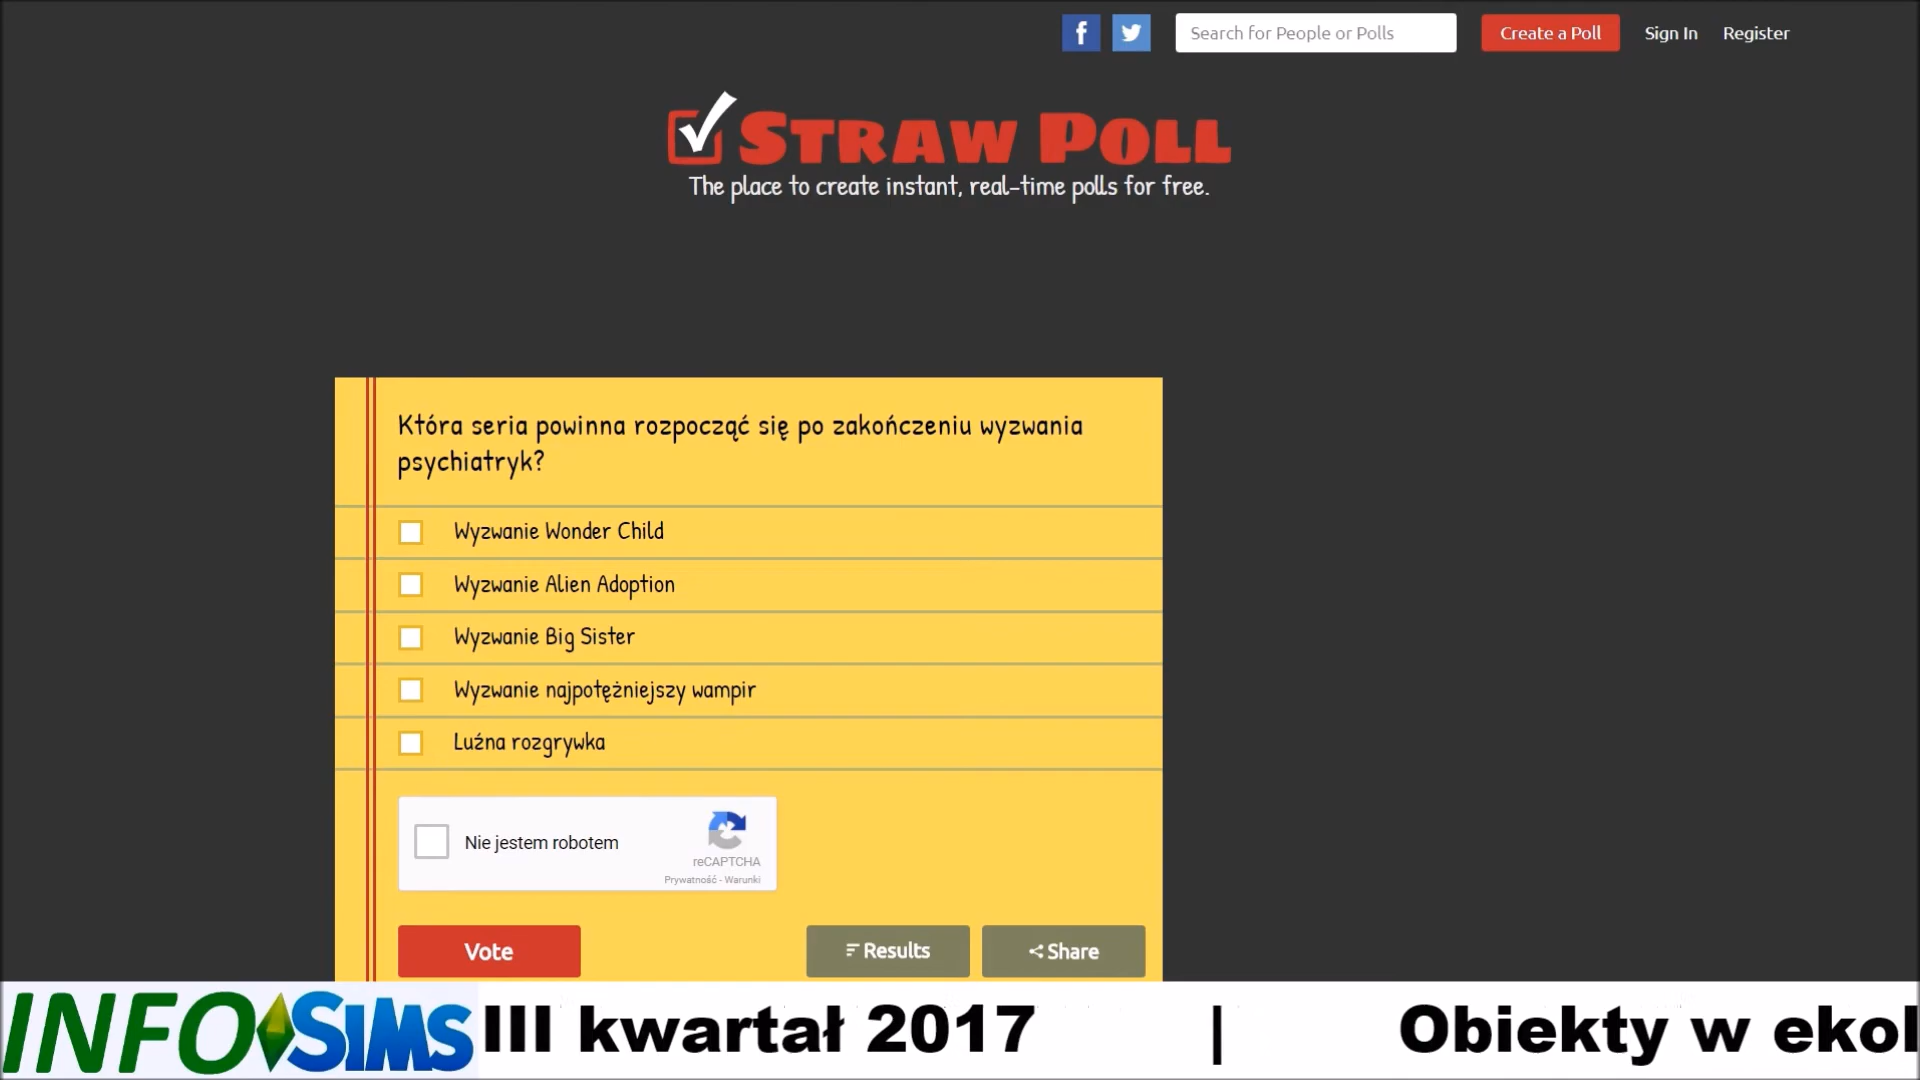 Search for People or Polls
Create a Poll
Sign In
Register
STRAW POLL
The place to create instant, real-time polls for free.
Która seria powinna rozpocząć się po zakończeniu wyzwania
psychiatryk?
Wyzwanie Wonder Child
Wyzwanie Alien Adoption
Wyzwanie Big Sister
Wyzwanie najpotężniejszy wampir
Luźna rozgrywka
Nie jestem robotem
reCAPTCHA
Prywatność - Warunki
Vote
Results
Share
INFO SIMS III kwartał 2017 | Obiekty w ekol